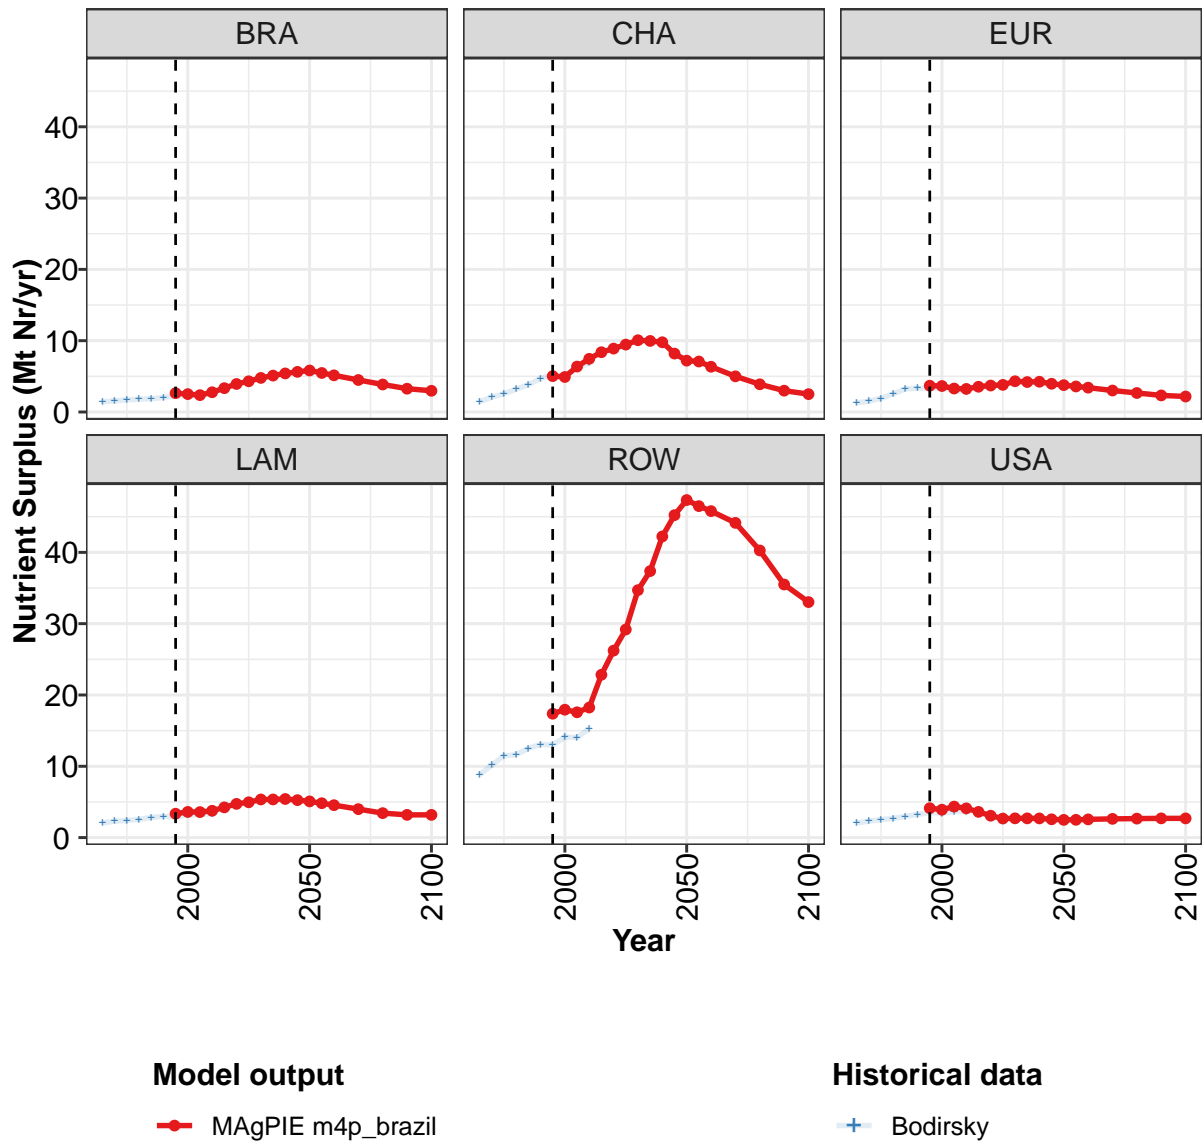 BRA CHA EUR
40
30
20
10
0
LAM ROW USA
40
30
20
10
0
Nutrient Surplus (Mt Nr/yr)
2000 2050 2100 2000 2050 2100 2000 2050 2100
Year
Model output Historical data
MAgPIE m4p_brazil Bodirsky